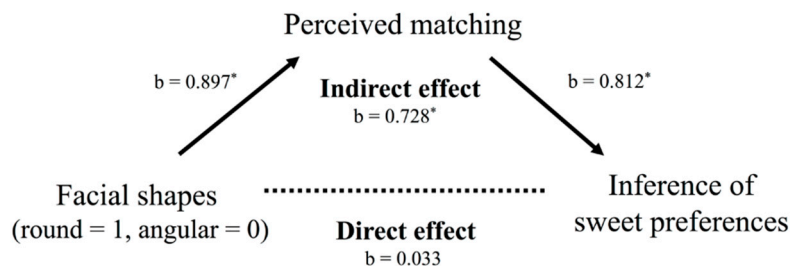 Perceived matching
b = 0.897*
b = 0.812*
Indirect effect
b = 0.728*
Facial shapes
(round = 1, angular = 0)
Inference of
sweet preferences
Direct effect
b = 0.033